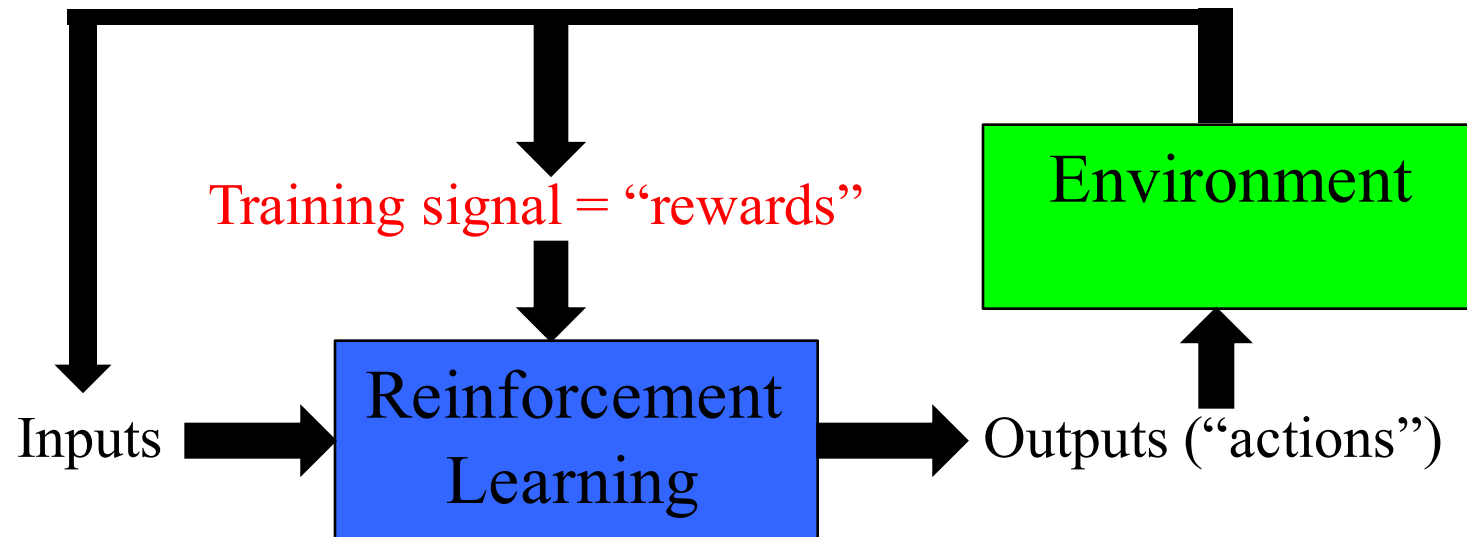 Environment
Training signal = “rewards”
Reinforcement
Learning
Inputs
Outputs (“actions”)